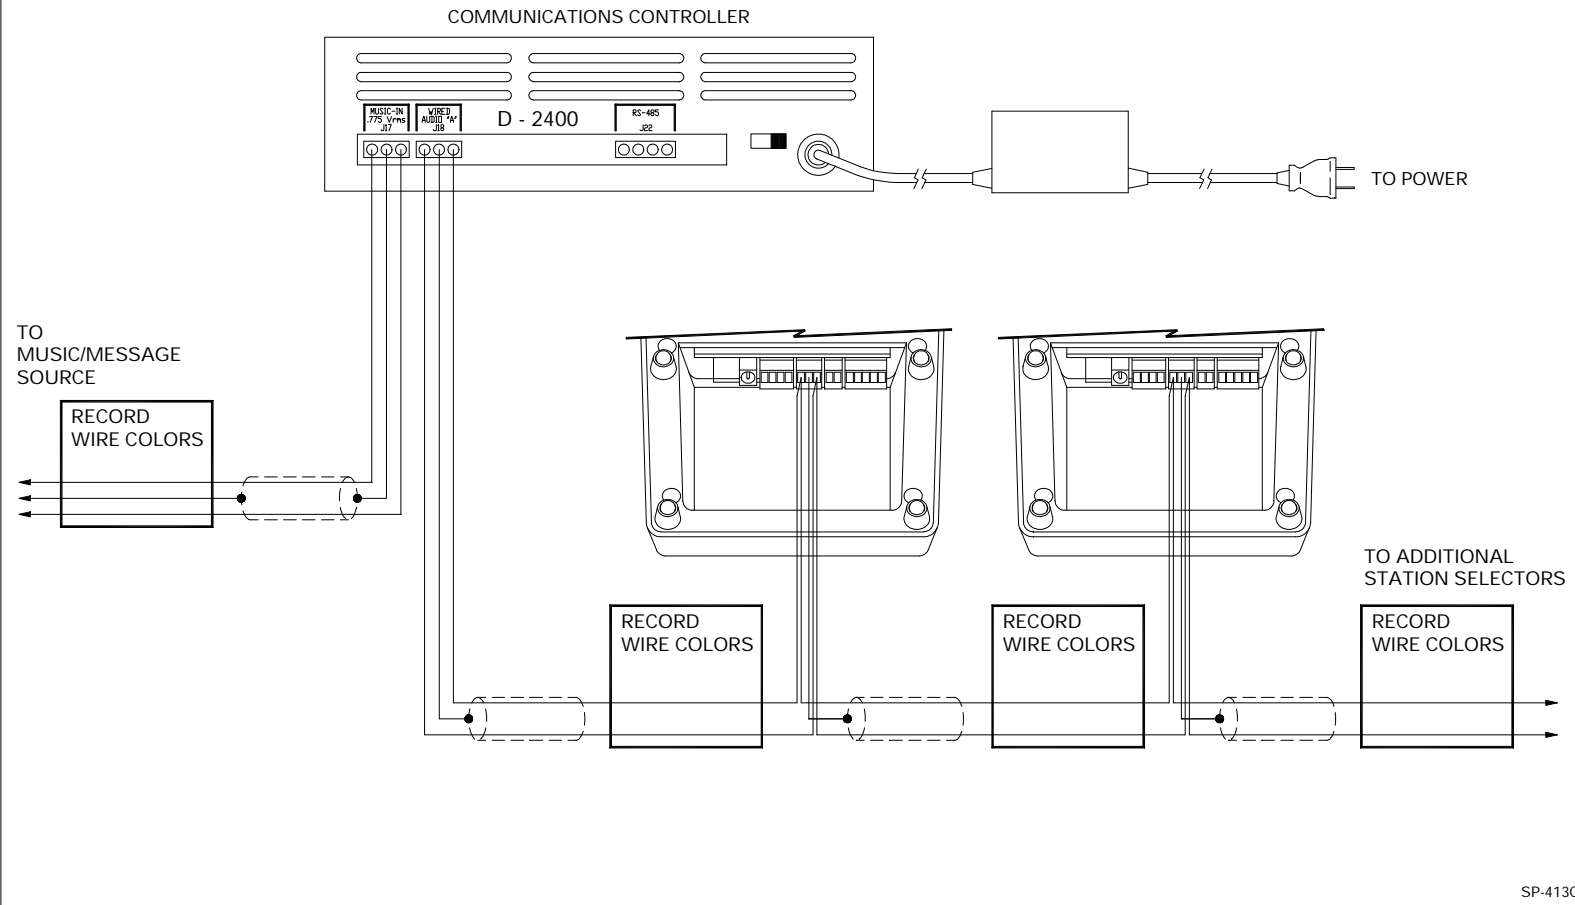 COMMUNICATIONS CONTROLLER
MUSIC-IN
.775 Vrms
J17
WIRED
AUDIO "A"
J18
D - 2400
RS-485
J22
TO POWER
TO
MUSIC/MESSAGE
SOURCE
RECORD
WIRE COLORS
TO ADDITIONAL
STATION SELECTORS
RECORD
WIRE COLORS
RECORD
WIRE COLORS
RECORD
WIRE COLORS